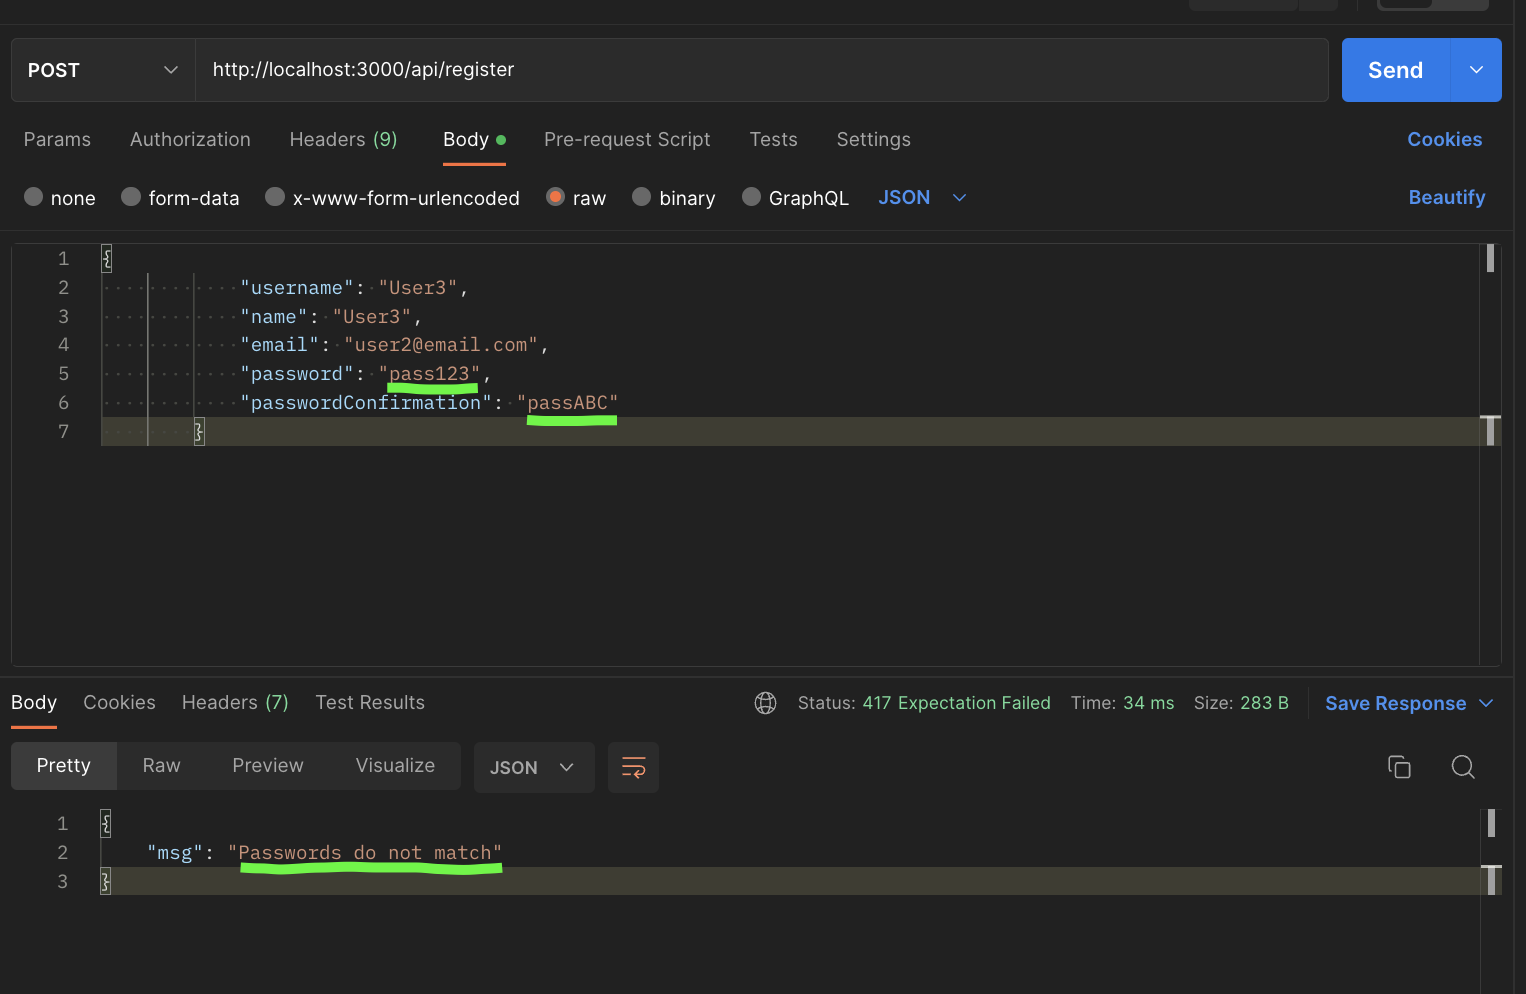 POST http://localhost:3000/api/register Send
Params Authorization Headers (9) Body Pre-request Script Tests Settings Cookies
none form-data x-www-form-urlencoded raw binary GraphQL JSON Beautify
1 {
2 "username": "User3",
3 "name": "User3",
4 "email": "user2@email.com",
5 "password": "pass123",
6 "passwordConfirmation": "passABC"
7 }
Body Cookies Headers (7) Test Results Status: 417 Expectation Failed Time: 34 ms Size: 283 B Save Response
Pretty Raw Preview Visualize JSON
1 {
2 "msg": "Passwords do not match"
3 }